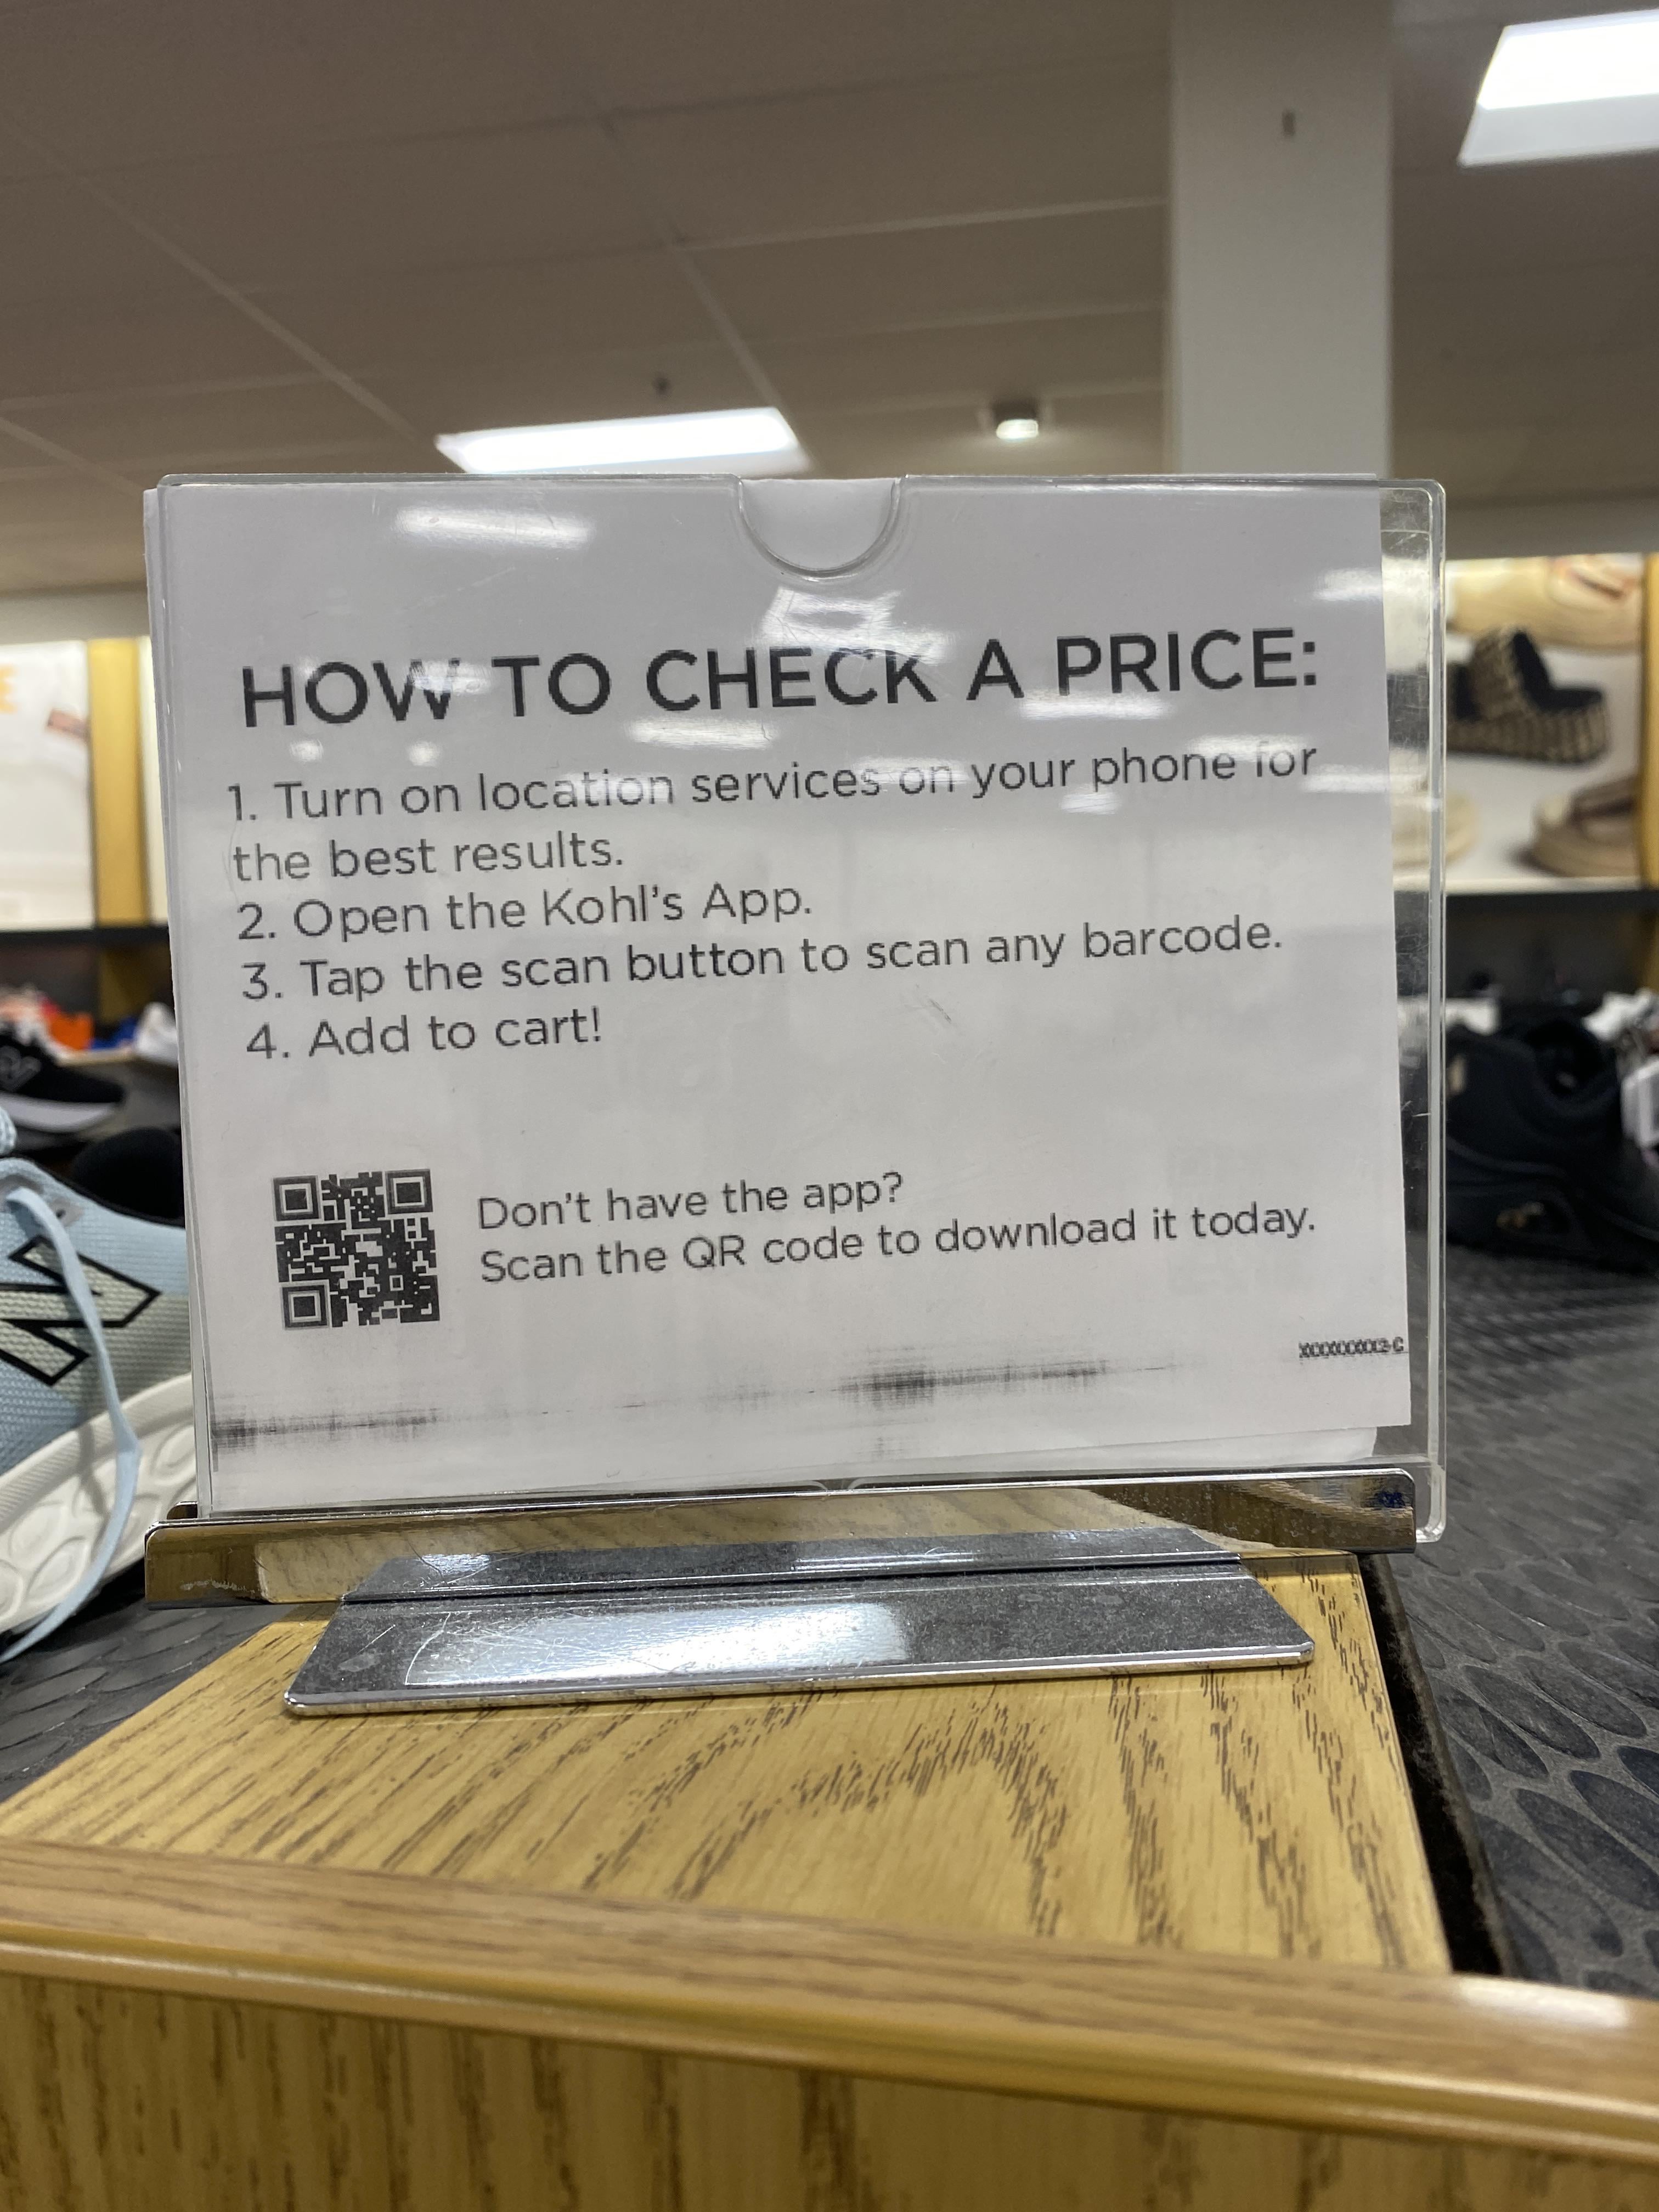 HOW TO CHECK A PRICE:
1. Turn on location services on your phone for
the best results.
2. Open the Kohl's App.
3. Tap the scan button to scan any barcode.
4. Add to cart!
Don't have the app?
Scan the QR code to download it today.